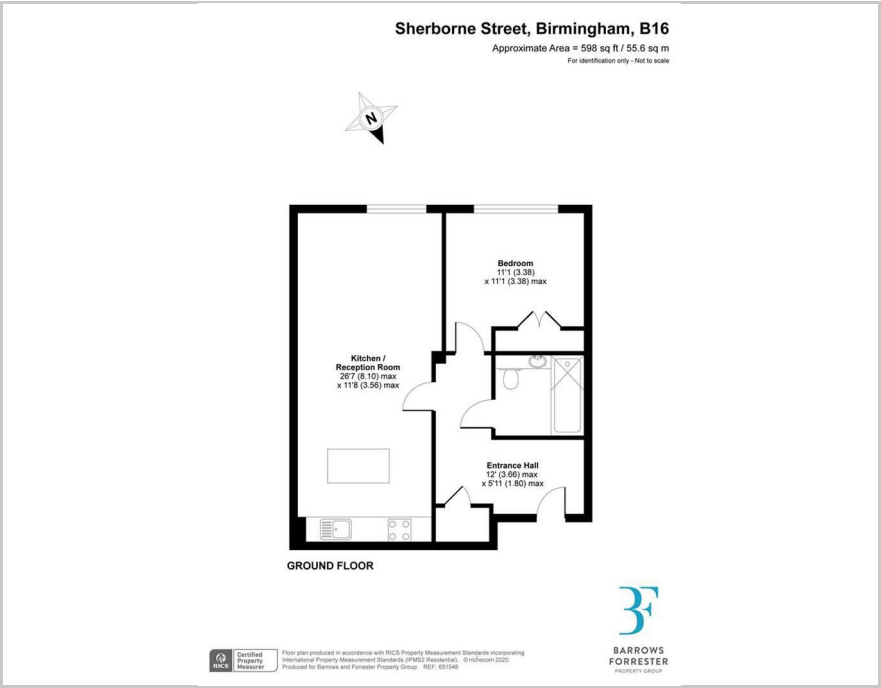 Sherborne Street, Birmingham, B16
Approximate Area = 598 sq ft / 55.6 sq m
For identification only - Not to scale
N
Bedroom
11'1 (3.38)
x 11'1 (3.38) max
Kitchen /
Reception Room
26'7 (8.10) max
x 11'8 (3.56) max
Entrance Hall
12' (3.66) max
x 5'11 (1.80) max
GROUND FLOOR
BF
BARROWS
FORRESTER
PROPERTY GROUP
RICS
Certified
Property
Measurer
Floor plan produced in accordance with RICS Property Measurement Standards incorporating
International Property Measurement Standards (IPMS2 Residential). © nichecom 2020.
Produced for Barrows and Forrester Property Group. REF: 651548